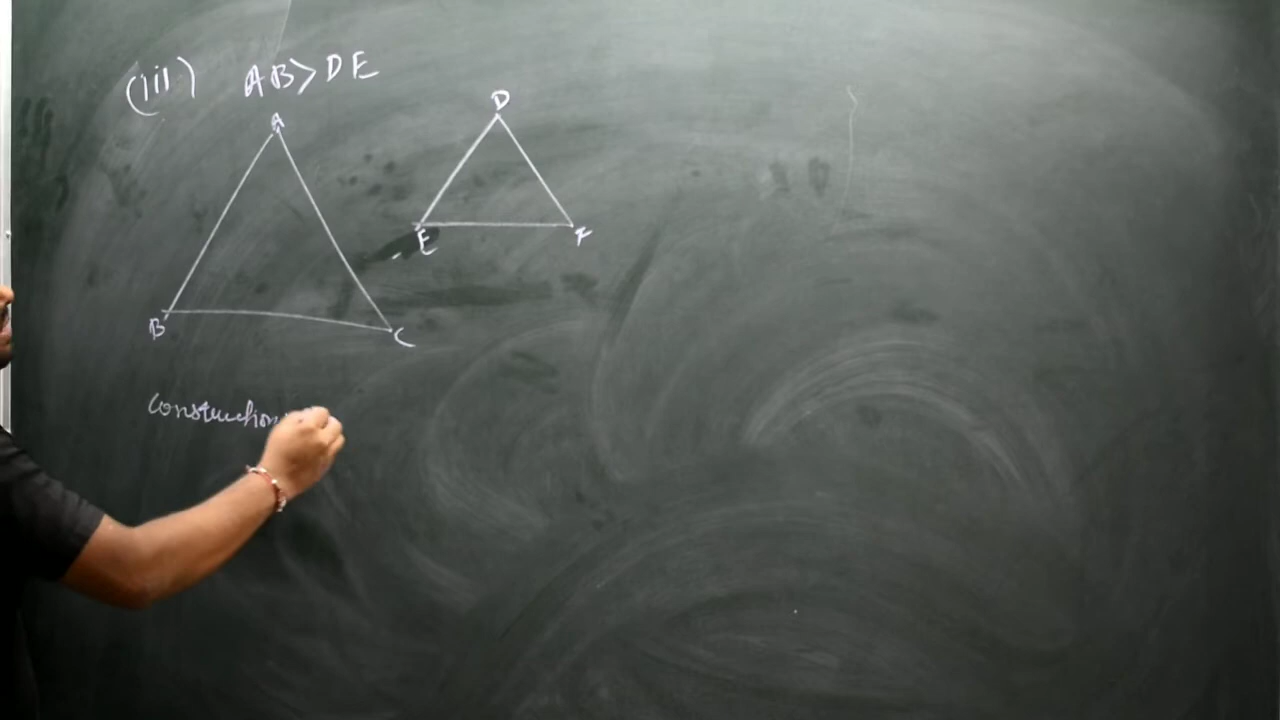 (iii) AB>DE
A
D
E
F
B
C
construction